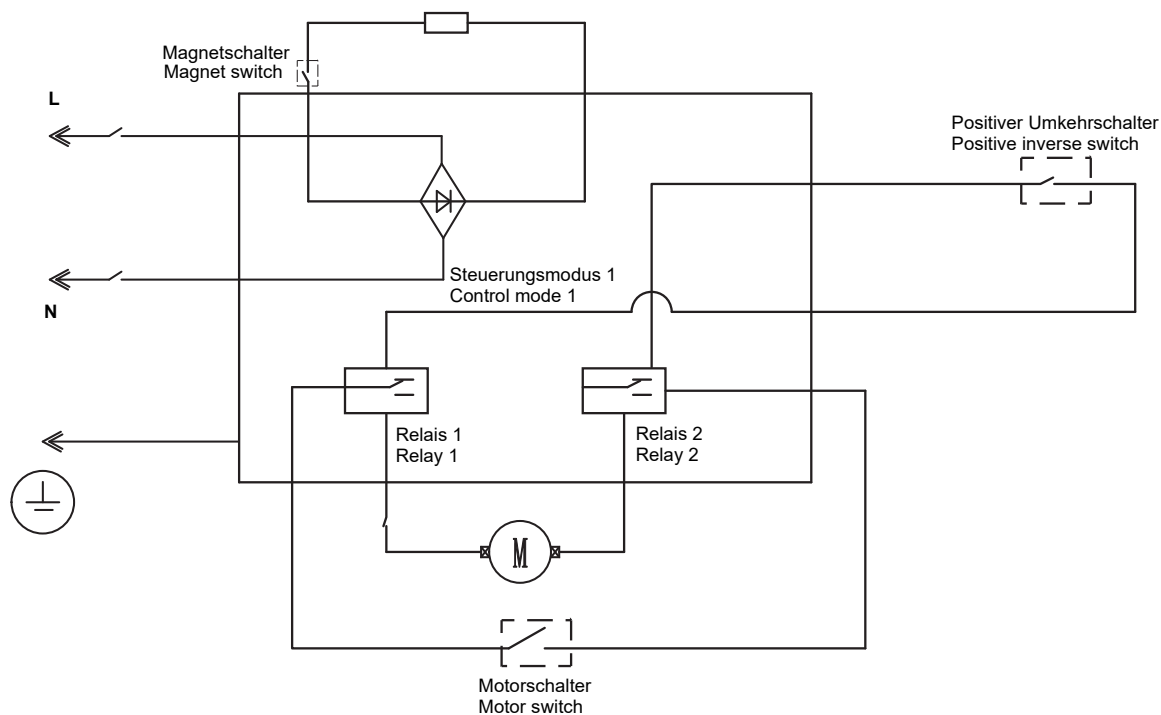 Magnetschalter
Magnet switch
L
Positiver Umkehrschalter
Positive inverse switch
Steuerungsmodus 1
Control mode 1
N
Relais 1
Relay 1
Relais 2
Relay 2
M
Motorschalter
Motor switch